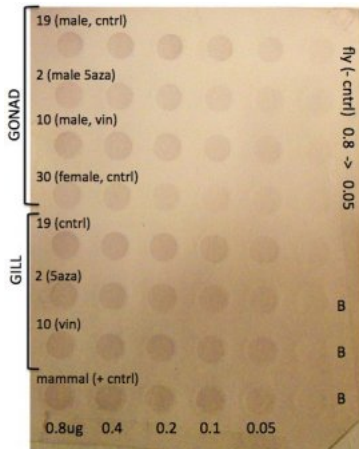 GONAD
19 (male, cntrl)
2 (male 5aza)
10 (male, vin)
30 (female, cntrl)
GILL
19 (cntrl)
2 (5aza)
10 (vin)
mammal (+ cntrl)
0.8ug 0.4 0.2 0.1 0.05
fly (- cntrl) 0.8 -> 0.05
B
B
B